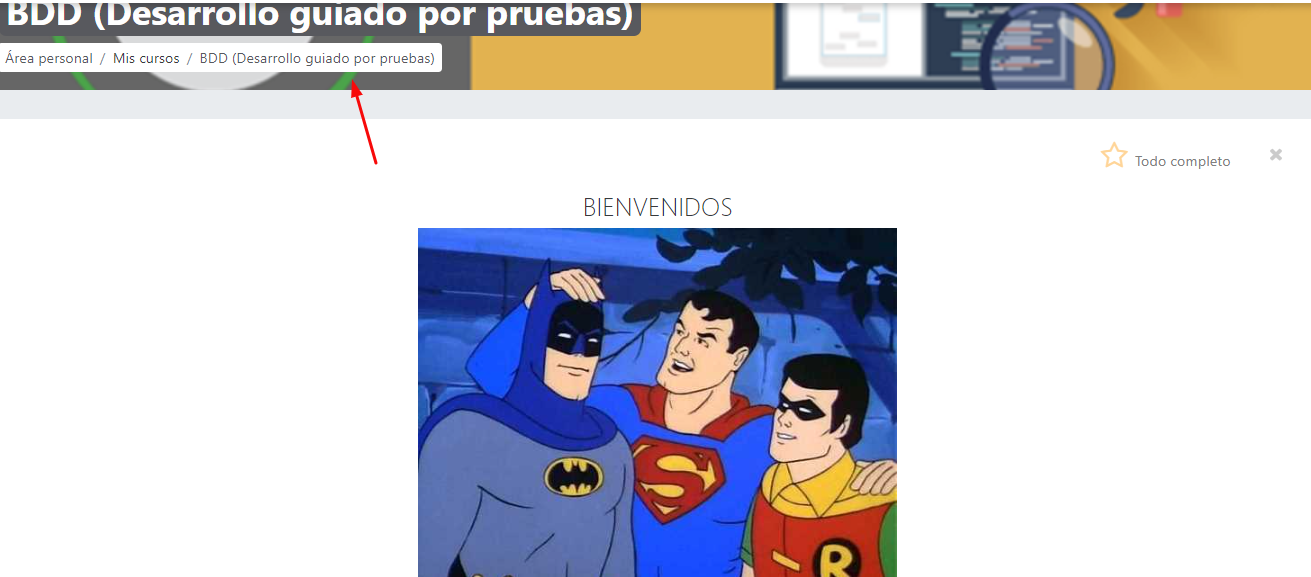 BDD (Desarrollo guiado por pruebas)
Área personal / Mis cursos / BDD (Desarrollo guiado por pruebas)
Todo completo
BIENVENIDOS
S
R